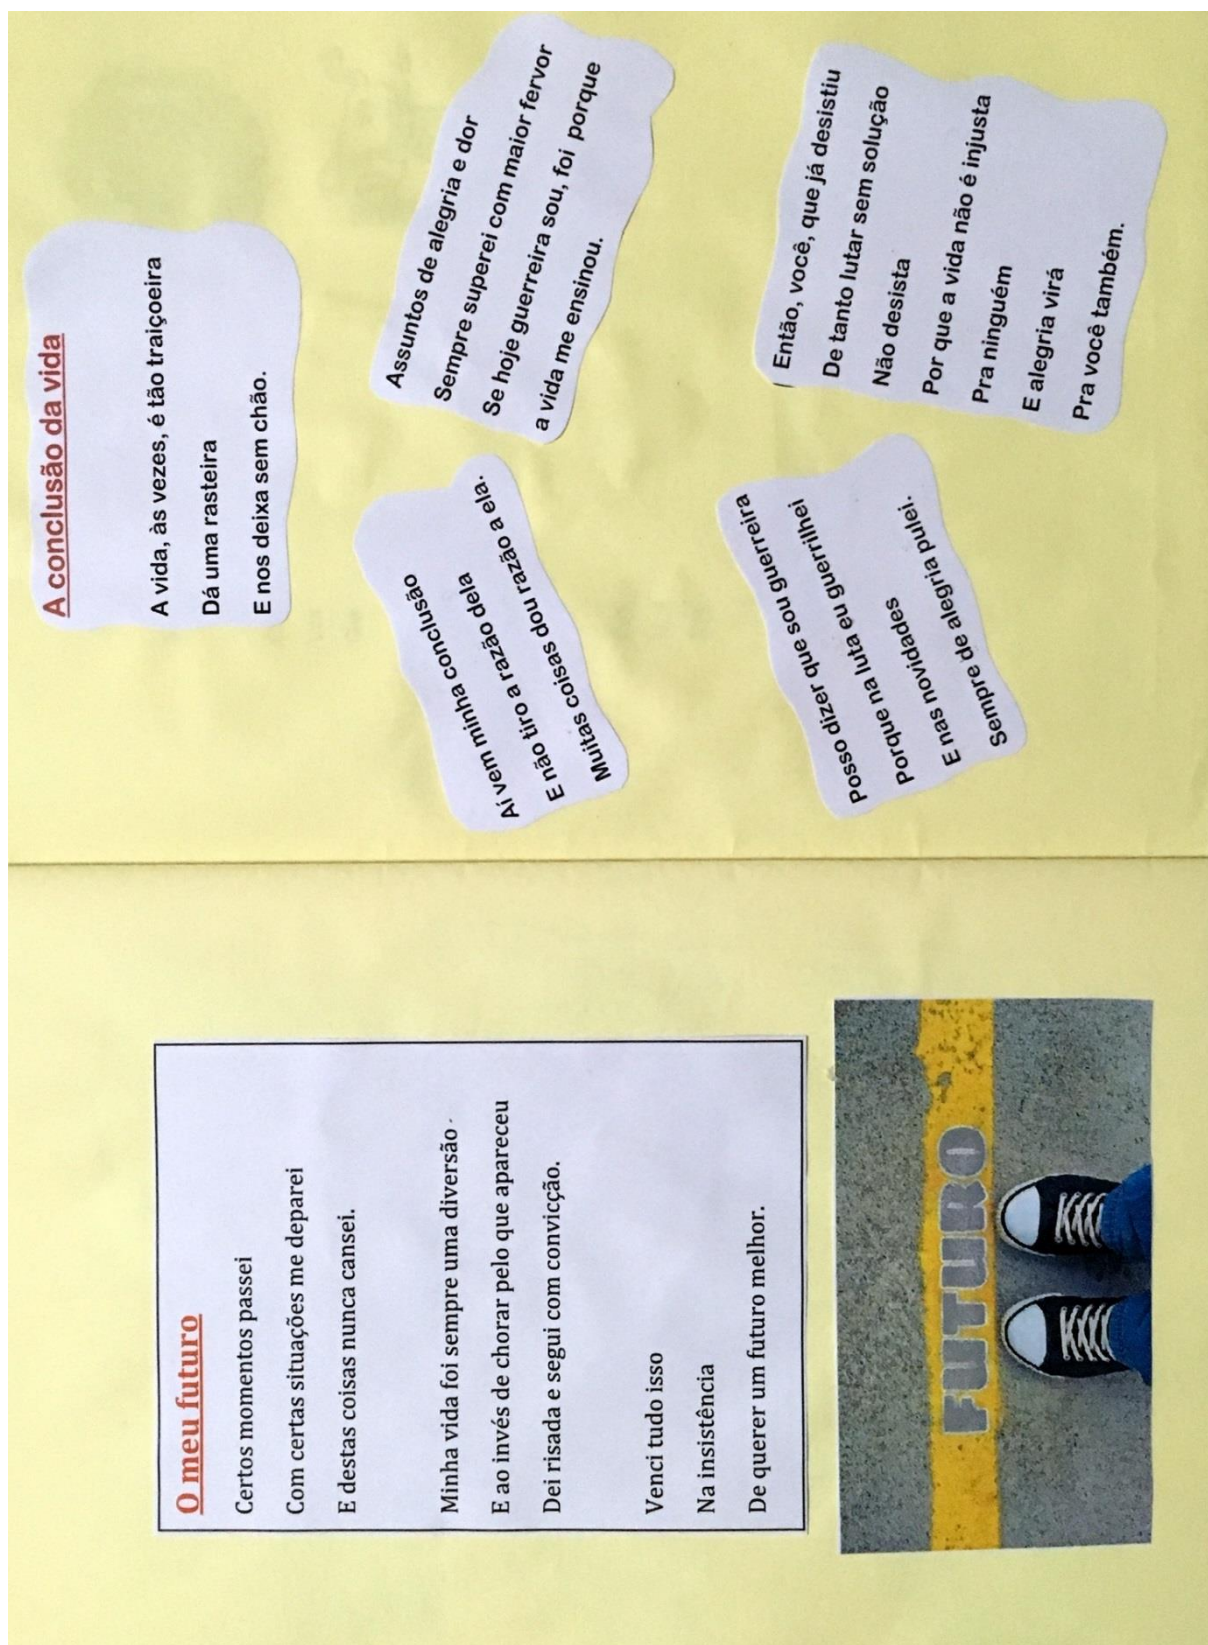 O meu futuro
Certos momentos passei
Com certas situações me deparei
E destas coisas nunca cansei.
Minha vida foi sempre uma diversão
E ao invés de chorar pelo que apareceu
Dei risada e segui com convicção.
Venci tudo isso
Na insistência
De querer um futuro melhor.
FUTURO
A conclusão da vida
A vida, às vezes, é tão traiçoeira
Dá uma rasteira
E nos deixa sem chão.
Aí vem minha conclusão
E não tiro a razão dela
Muitas coisas dou razão a ela.
Assuntos de alegria e dor
Sempre superei com maior fervor
Se hoje guerreira sou, foi porque
a vida me ensinou.
Posso dizer que sou guerreira
Porque na luta eu guerrilhei
E nas novidades
Sempre de alegria pulei.
Então, você, que já desistiu
De tanto lutar sem solução
Não desista
Por que a vida não é injusta
Pra ninguém
E alegria virá
Pra você também.